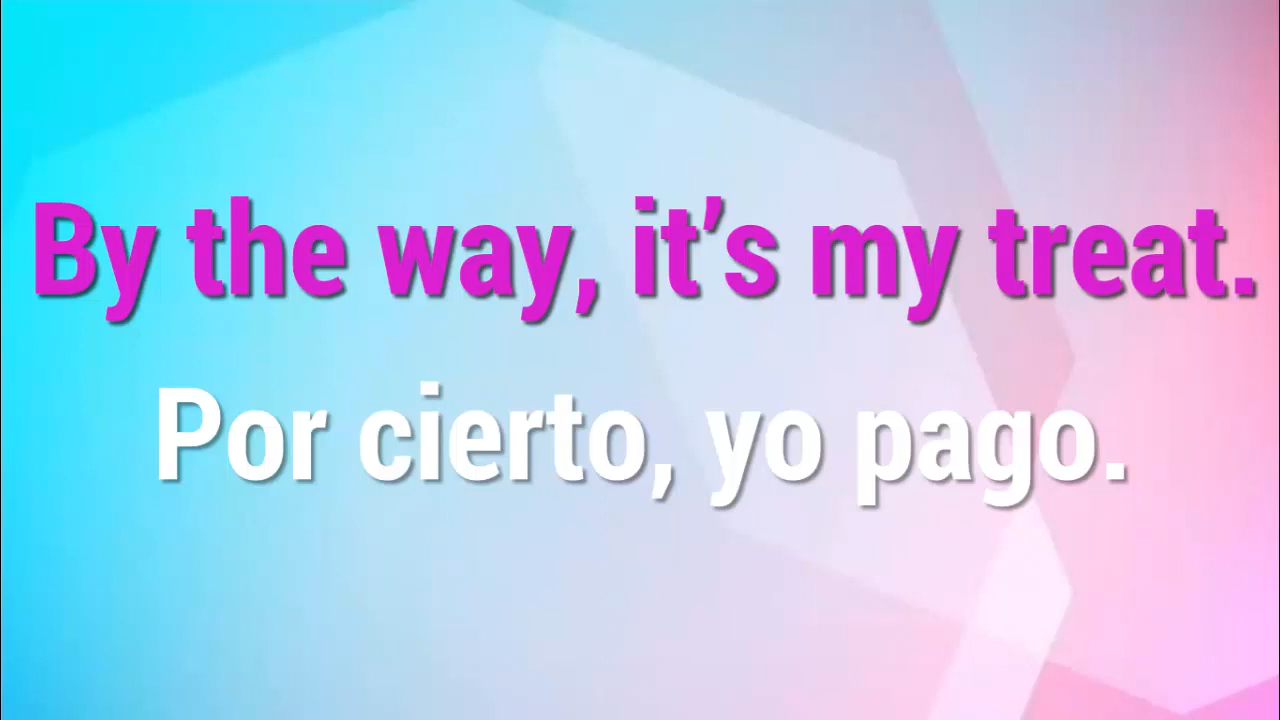 By the way, it’s my treat.
Por cierto, yo pago.